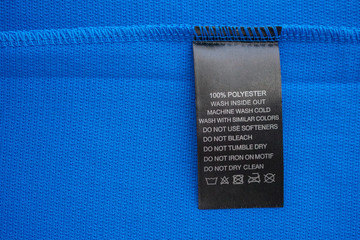 100% POLYESTER
WASH INSIDE OUT
MACHINE WASH COLD
WASH WITH SIMILAR COLORS
DO NOT USE SOFTENERS
DO NOT BLEACH
DO NOT TUMBLE DRY
DO NOT IRON ON MOTIF
DO NOT DRY CLEAN